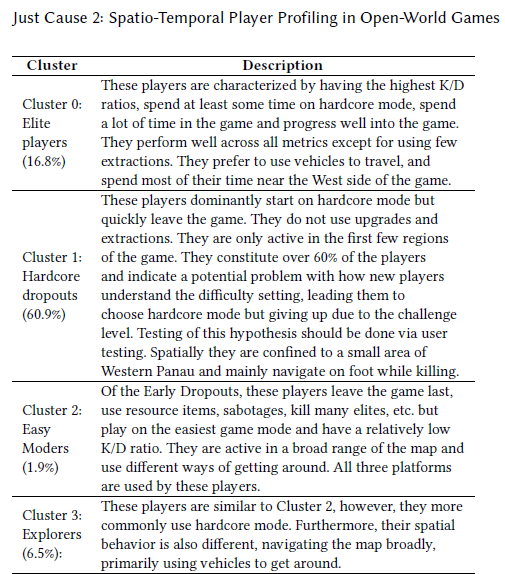 Just Cause 2: Spatio-Temporal Player Profiling in Open-World Games
Cluster Description
Cluster 0:
Elite
players
(16.8%)
These players are characterized by having the highest K/D
ratios, spend at least some time on hardcore mode, spend
a lot of time in the game and progress well into the game.
They perform well across all metrics except for using few
extractions. They prefer to use vehicles to travel, and
spend most of their time near the West side of the game.
Cluster 1:
Hardcore
dropouts
(60.9%)
These players dominantly start on hardcore mode but
quickly leave the game. They do not use upgrades and
extractions. They are only active in the first few regions
of the game. They constitute over 60% of the players
and indicate a potential problem with how new players
understand the difficulty setting, leading them to
choose hardcore mode but giving up due to the challenge
level. Testing of this hypothesis should be done via user
testing. Spatially they are confined to a small area of
Western Panau and mainly navigate on foot while killing.
Cluster 2:
Easy
Moders
(1.9%)
Of the Early Dropouts, these players leave the game last,
use resource items, sabotages, kill many elites, etc. but
play on the easiest game mode and have a relatively low
K/D ratio. They are active in a broad range of the map and
use different ways of getting around. All three platforms
are used by these players.
Cluster 3:
Explorers
(6.5%):
These players are similar to Cluster 2, however, they more
commonly use hardcore mode. Furthermore, their spatial
behavior is also different, navigating the map broadly,
primarily using vehicles to get around.